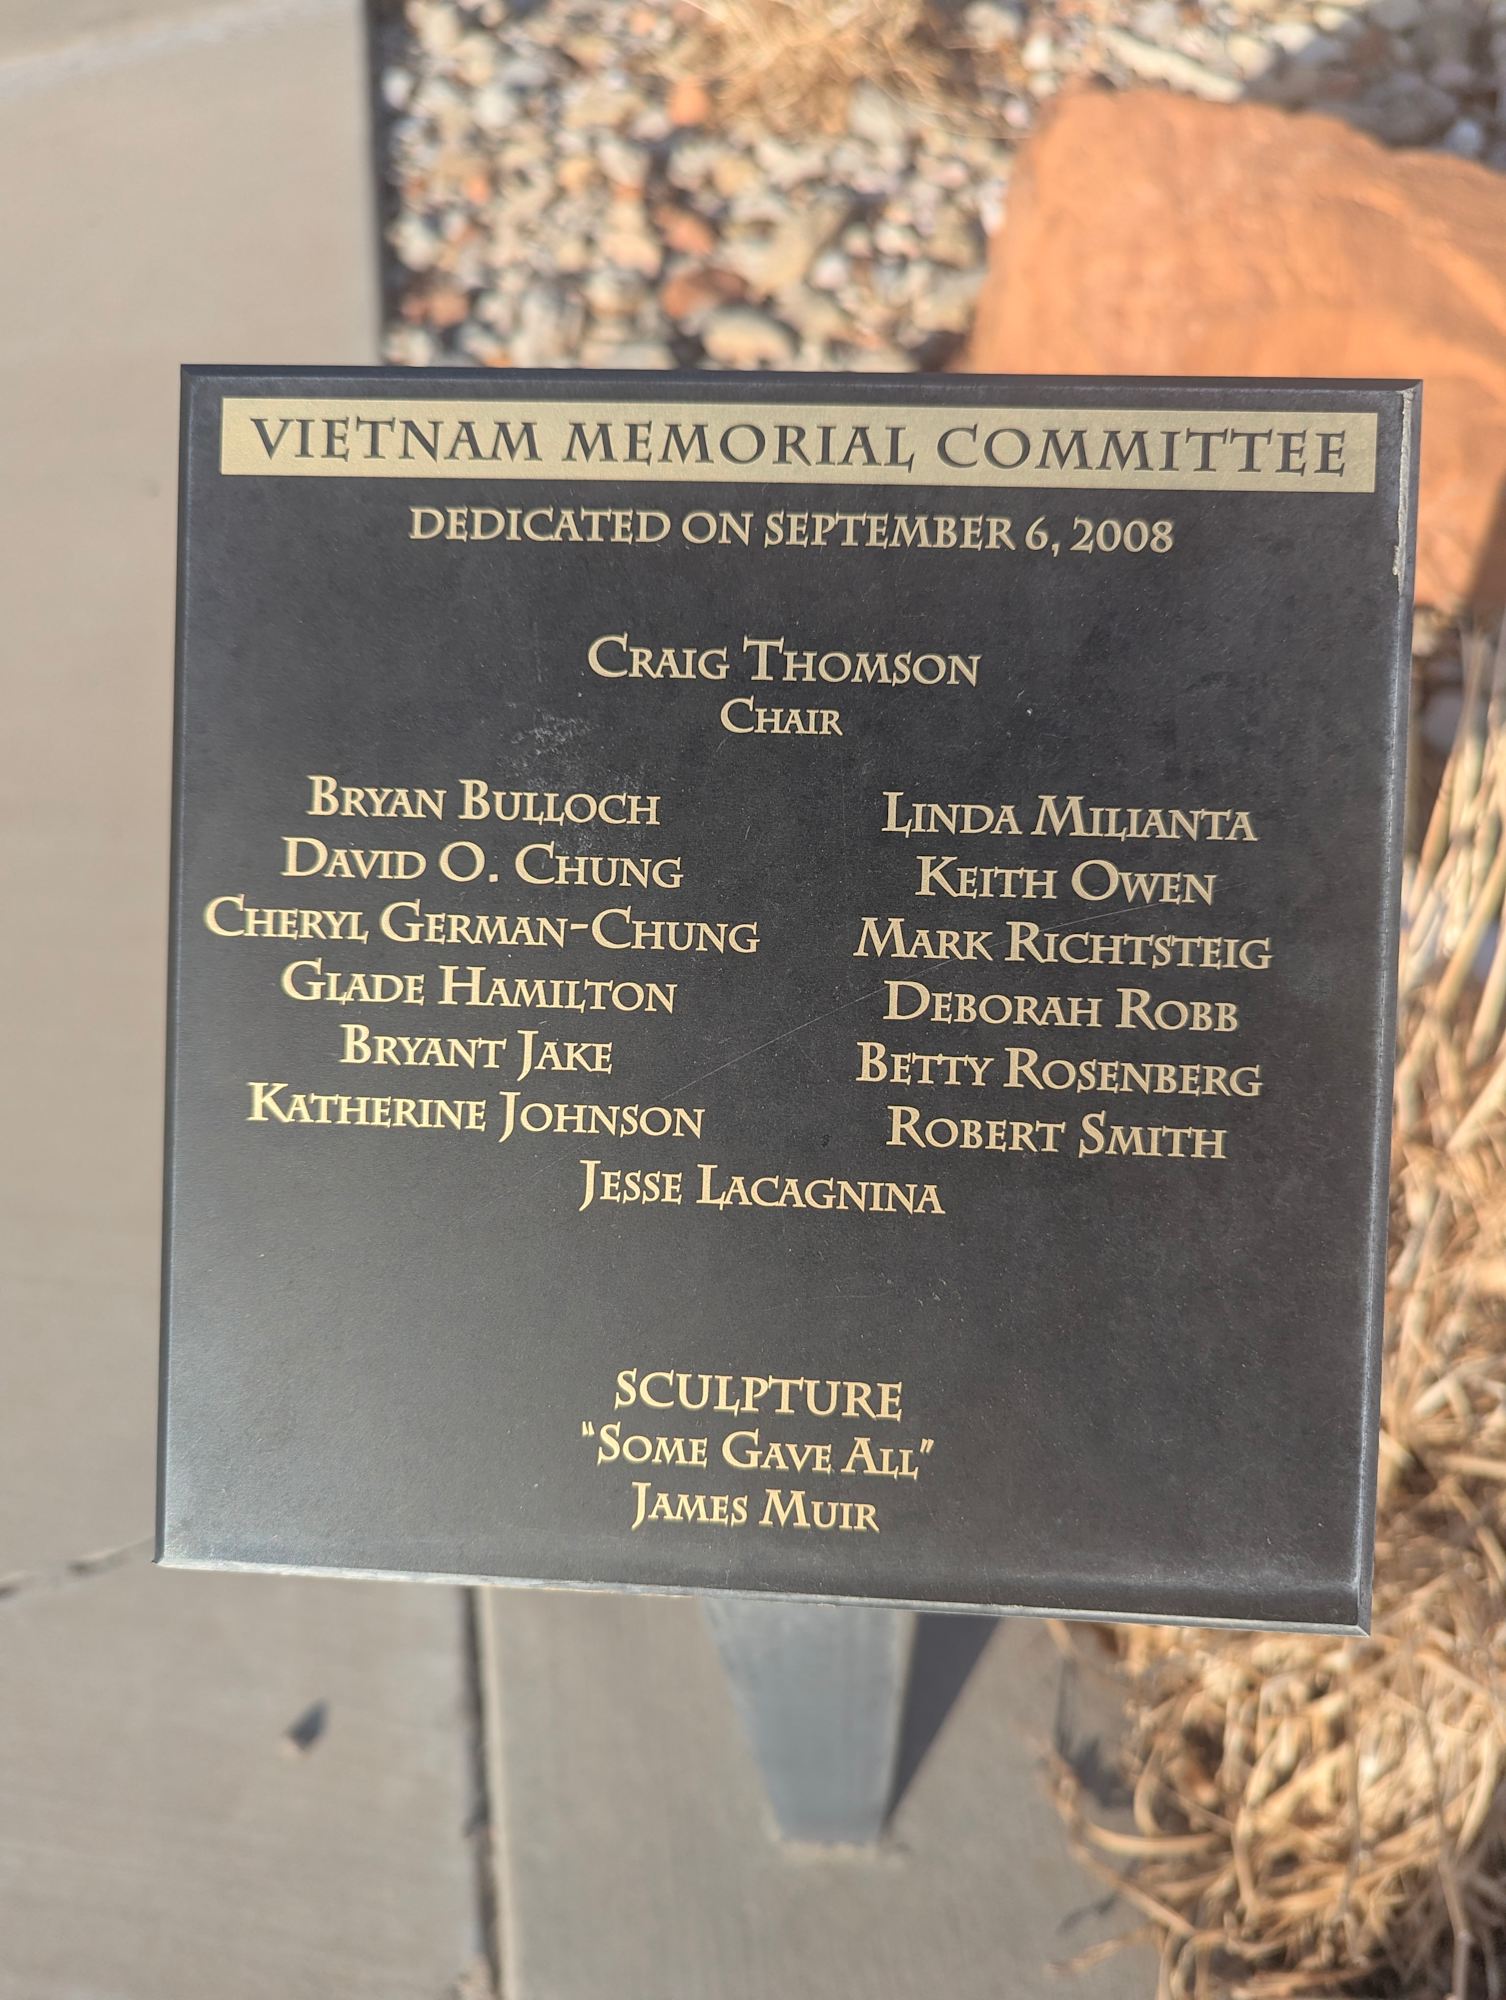 VIETNAM MEMORIAL COMMITTEE
DEDICATED ON SEPTEMBER 6, 2008
CRAIG THOMSON
CHAIR
BRYAN BULLOCH
DAVID O. CHUNG
CHERYL GERMAN-CHUNG
GLADE HAMILTON
BRYANT JAKE
KATHERINE JOHNSON
LINDA MILIANTA
KEITH OWEN
MARK RICHTSTEIG
DEBORAH ROBB
BETTY ROSENBERG
ROBERT SMITH
JESSE LACAGNINA
SCULPTURE
"SOME GAVE ALL"
JAMES MUIR